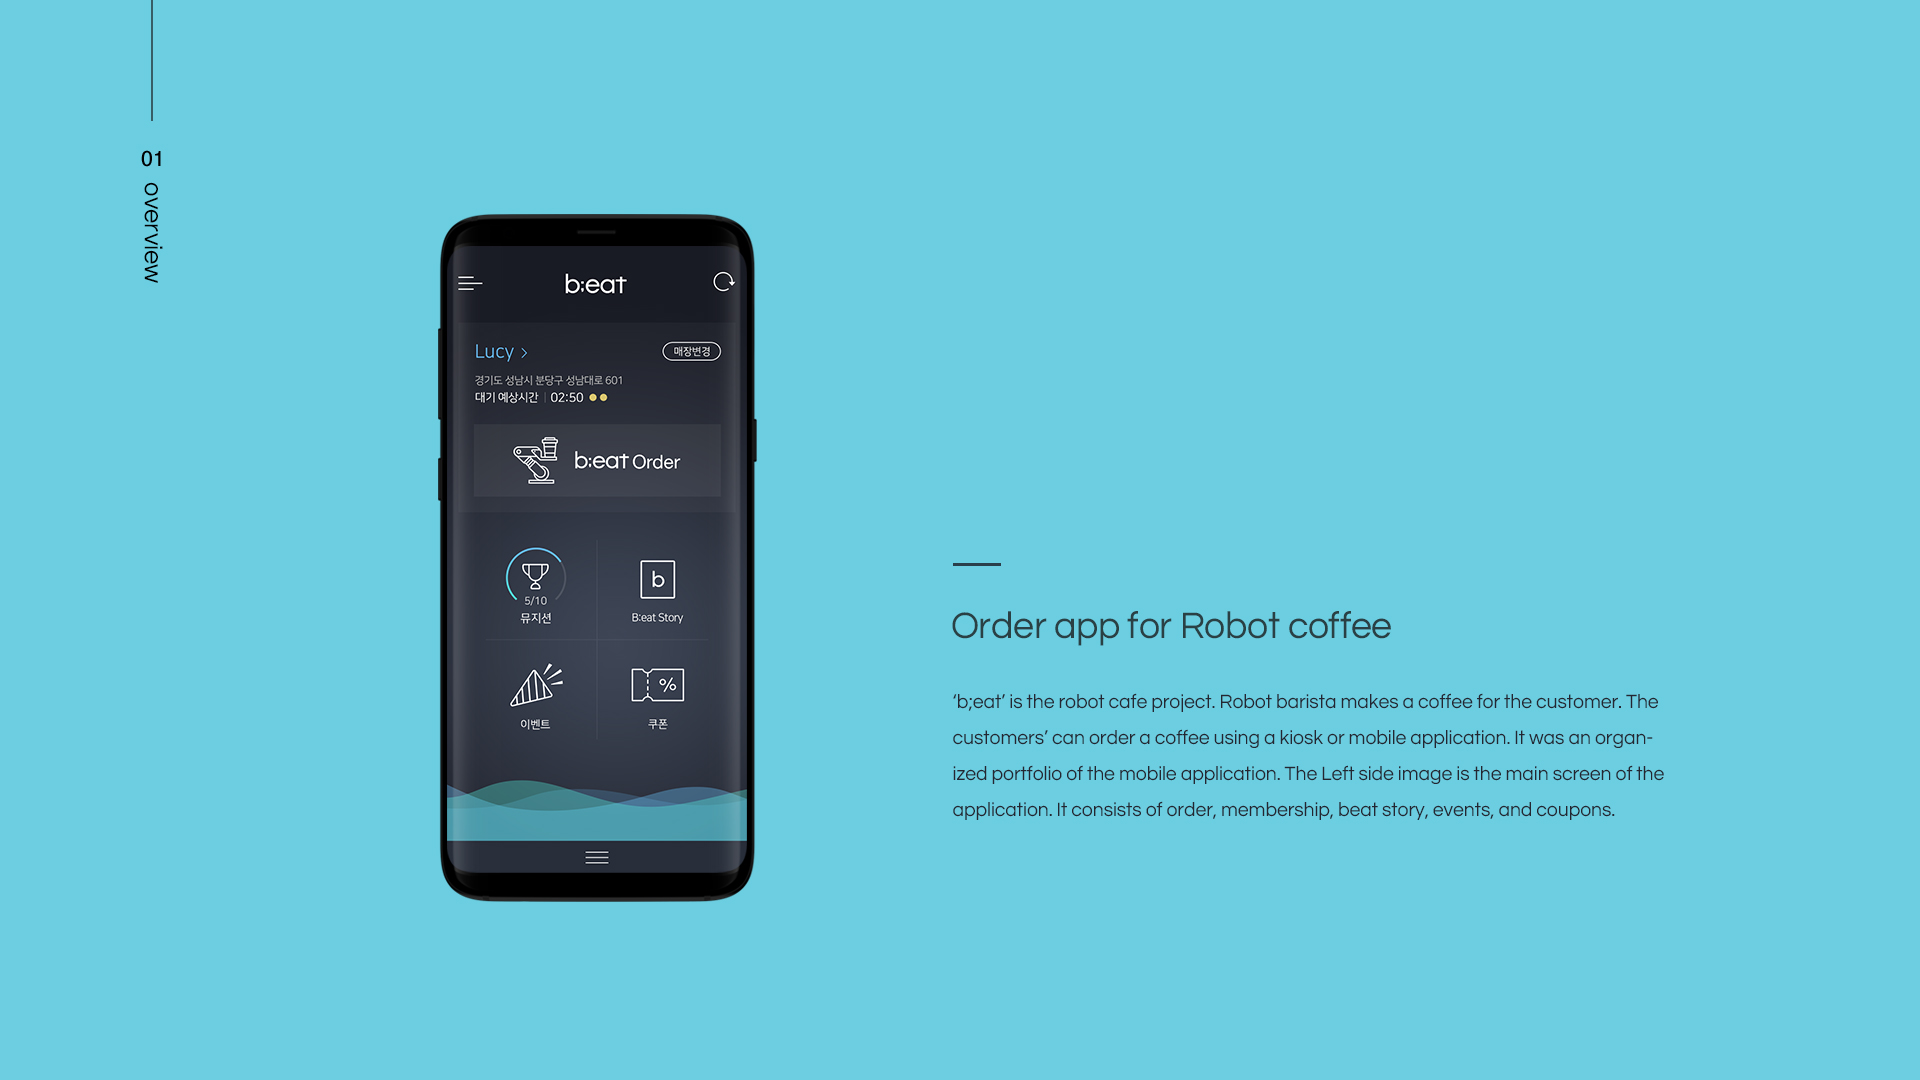 01 overview
b;eat
Lucy >
매장변경
경기도 성남시 분당구 성남대로 601
대기 예상시간 | 02:50
b;eat Order
5/10
뮤지션
b
B:eat Story
%
이벤트
쿠폰
Order app for Robot coffee
‘b;eat’ is the robot cafe project. Robot barista makes a coffee for the customer. The
customers’ can order a coffee using a kiosk or mobile application. It was an organ-
ized portfolio of the mobile application. The Left side image is the main screen of the
application. It consists of order, membership, beat story, events, and coupons.